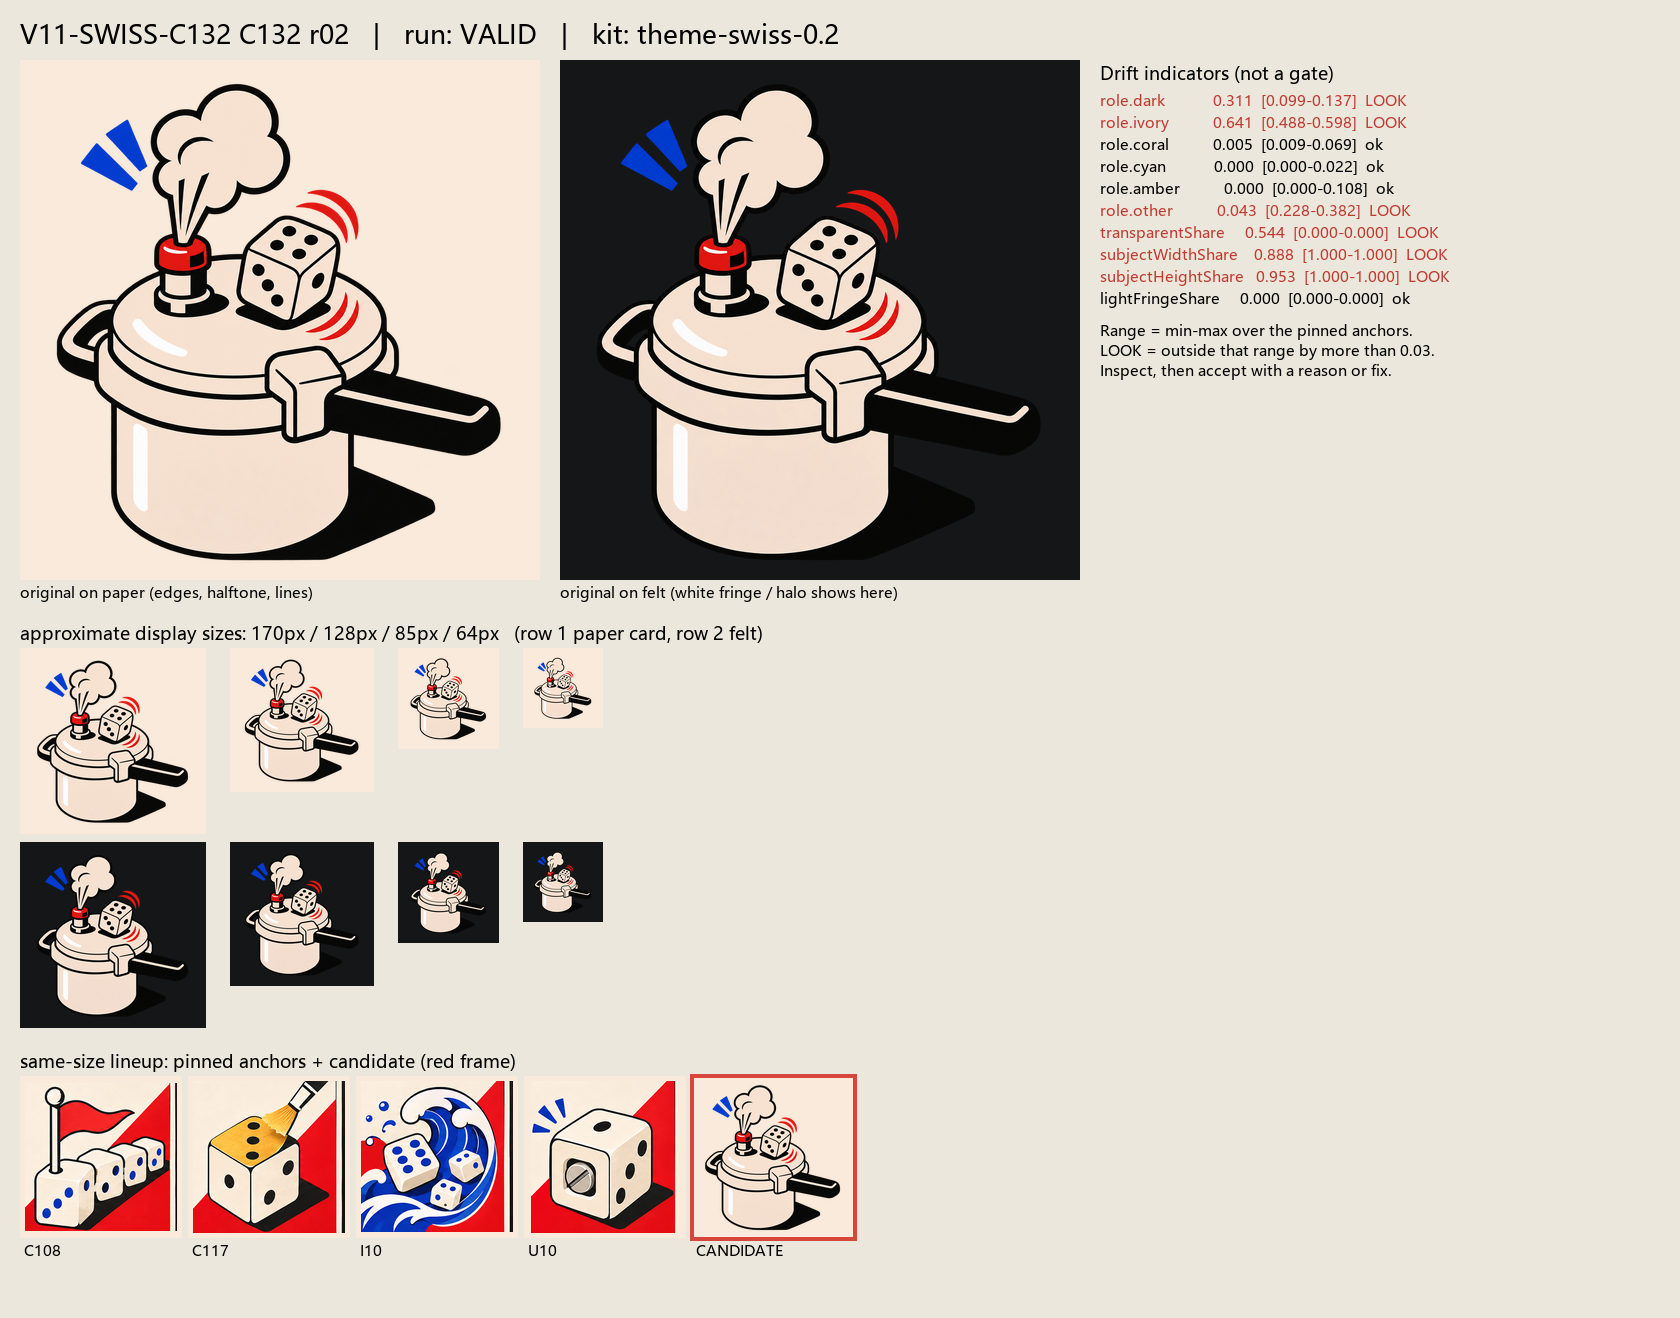 V11-SWISS-C132 C132 r02 | run: VALID | kit: theme-swiss-0.2
Drift indicators (not a gate)
role.dark 0.311 [0.099-0.137] LOOK
role.ivory 0.641 [0.488-0.598] LOOK
role.coral 0.005 [0.009-0.069] ok
role.cyan 0.000 [0.000-0.022] ok
role.amber 0.000 [0.000-0.108] ok
role.other 0.043 [0.228-0.382] LOOK
transparentShare 0.544 [0.000-0.000] LOOK
subjectWidthShare 0.888 [1.000-1.000] LOOK
subjectHeightShare 0.953 [1.000-1.000] LOOK
lightFringeShare 0.000 [0.000-0.000] ok
Range = min-max over the pinned anchors.
LOOK = outside that range by more than 0.03.
Inspect, then accept with a reason or fix.
original on paper (edges, halftone, lines)
original on felt (white fringe / halo shows here)
approximate display sizes: 170px / 128px / 85px / 64px (row 1 paper card, row 2 felt)
same-size lineup: pinned anchors + candidate (red frame)
C108
C117
I10
U10
CANDIDATE